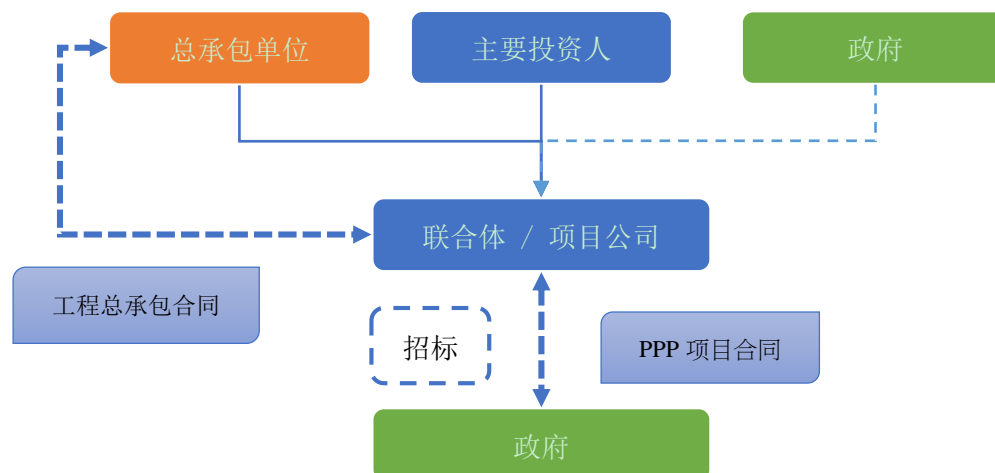 总承包单位
主要投资人
政府
联合体 / 项目公司
工程总承包合同
招标
PPP 项目合同
政府